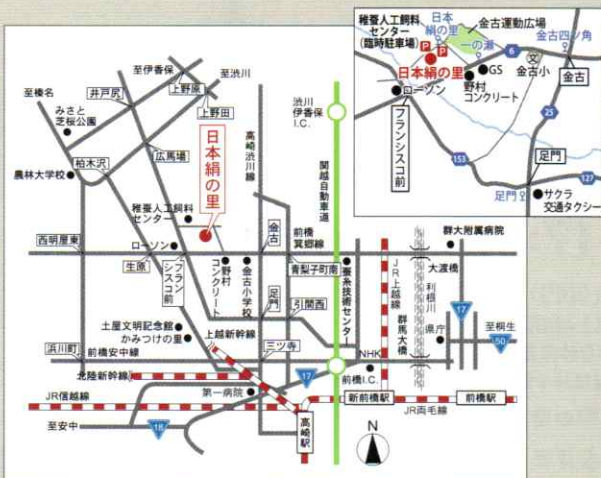 稚蚕人工飼料
センター
(臨時駐車場)
日本
絹の里
P
P
金古運動広場
一の瀬
6
金古四ツ角
日本絹の里
GS
文
金古小
金古
ローソン
野村
コンクリート
フランシスコ前
25
153
足門
足門
127
サクラ
交通タクシー
至伊香保
至渋川
至榛名
井戸尻
上野原
上野田
みさと
芝桜公園
渋川
伊香保
I.C.
高崎渋川線
関越自動車道
柏木沢
広馬場
日本絹の里
農林大学校
稚蚕人工飼料
センター
西明屋東
ローソン
生原
フランシスコ前
野村コンクリート
金古小学校
金古
前橋
箕郷線
青梨子町南
蚕糸技術センター
JR上越線
群大附属病院
大渡橋
利根川
群馬大橋
県庁
17
至桐生
50
土屋文明記念館
かみつけの里
上越新幹線
足門
引間西
浜川町
前橋安中線
三ツ寺
北陸新幹線
17
NHK
前橋I.C.
第一病院
JR信越線
新前橋駅
前橋駅
JR両毛線
至安中
18
高崎駅
N